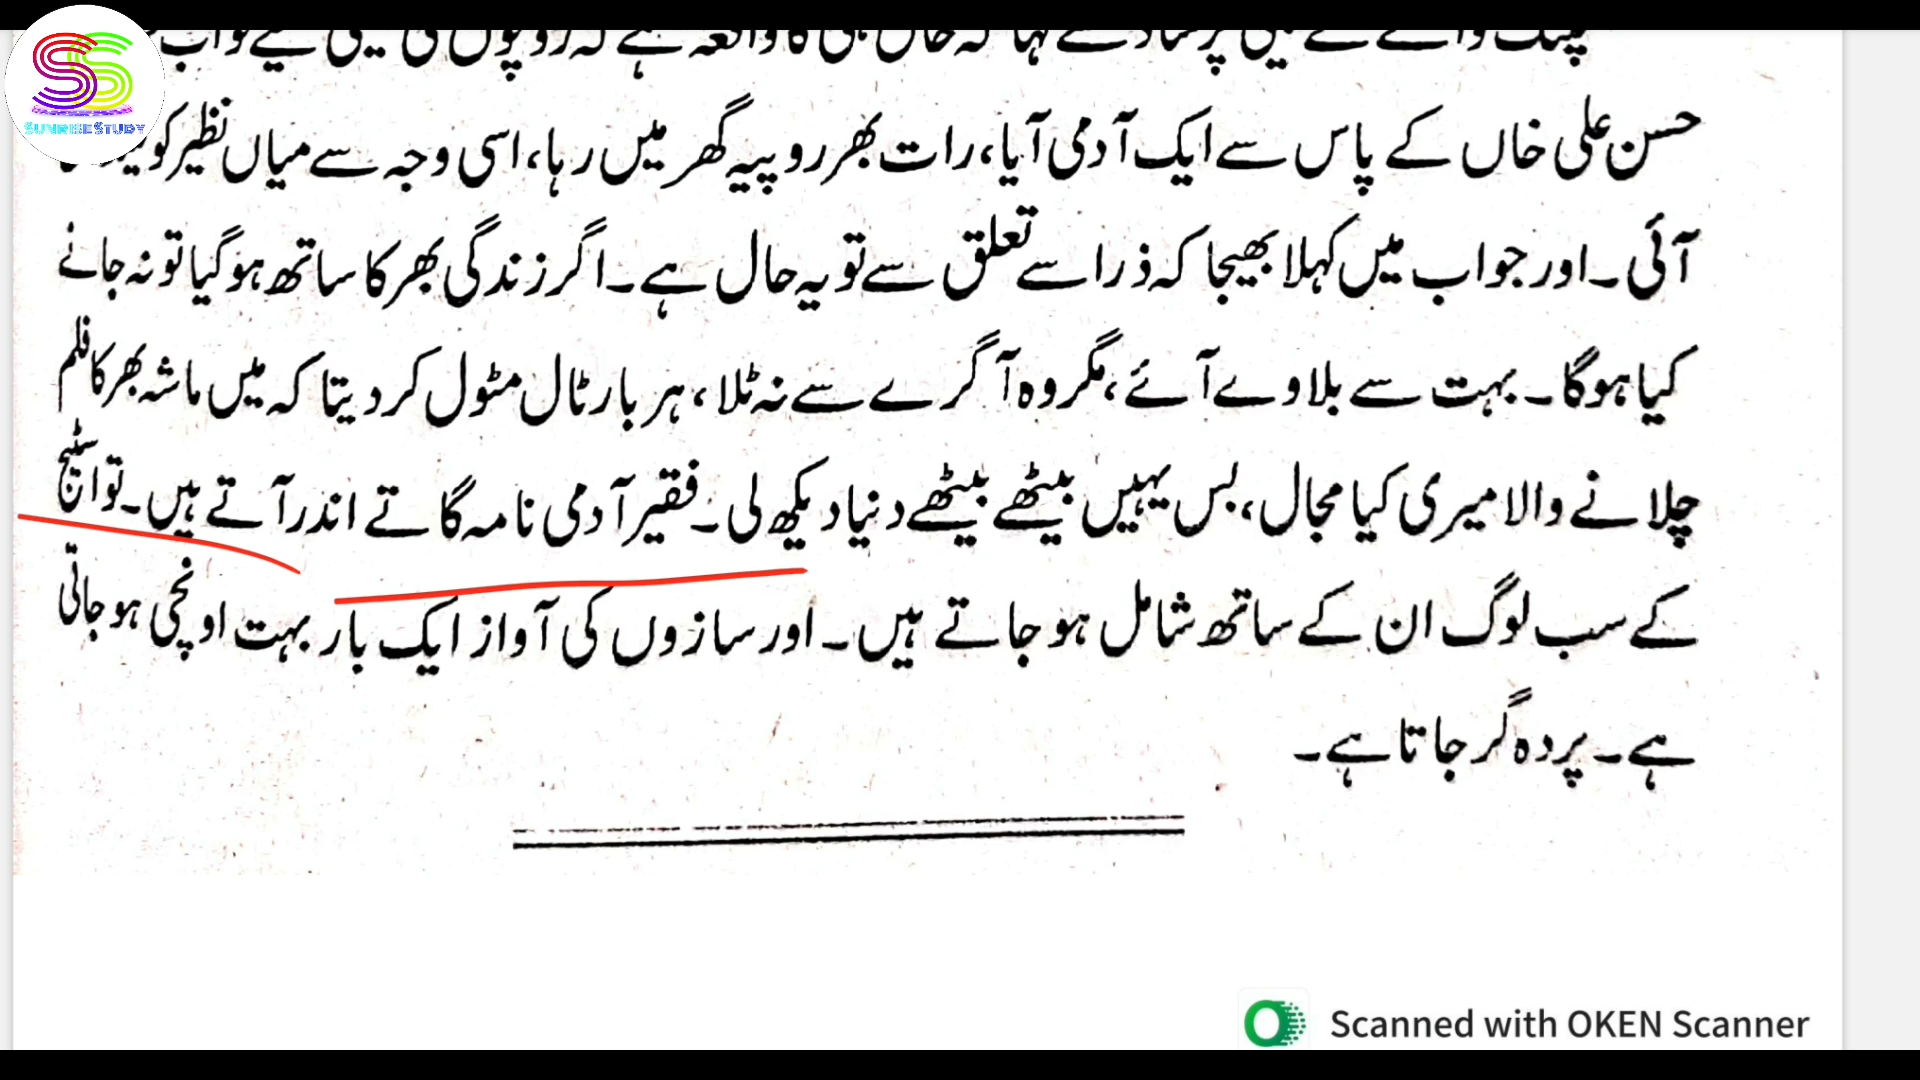 حسن علی خاں کے پاس سے ایک آدمی آیا، رات بھر روپیہ گھر میں رہا، اسی وجہ سے میاں نظیر کو
آئی۔ اور جواب میں کہلا بھیجا کہ ذرا سے تعلق سے تو یہ حال ہے۔ اگر زندگی بھر کا ساتھ ہو گیا تو نہ جانے
کیا ہوگا۔ بہت سے بلاوے آئے، مگر وہ آگرے سے نہ ٹلا، ہر بار ٹال مٹول کر دیتا کہ میں ماشہ بھر کا قلم
چلانے والا میری کیا مجال، بس یہیں بیٹھے بیٹھے دنیا دیکھ لی۔ فقیر آدمی نامہ گاتے اندر آتے ہیں۔ تو اسٹیج
کے سب لوگ ان کے ساتھ شامل ہو جاتے ہیں۔ اور سازوں کی آواز ایک بار بہت اونچی ہو جاتی
ہے۔ پردہ گر جاتا ہے۔
SS
SUNRISESTUDY
Scanned with OKEN Scanner